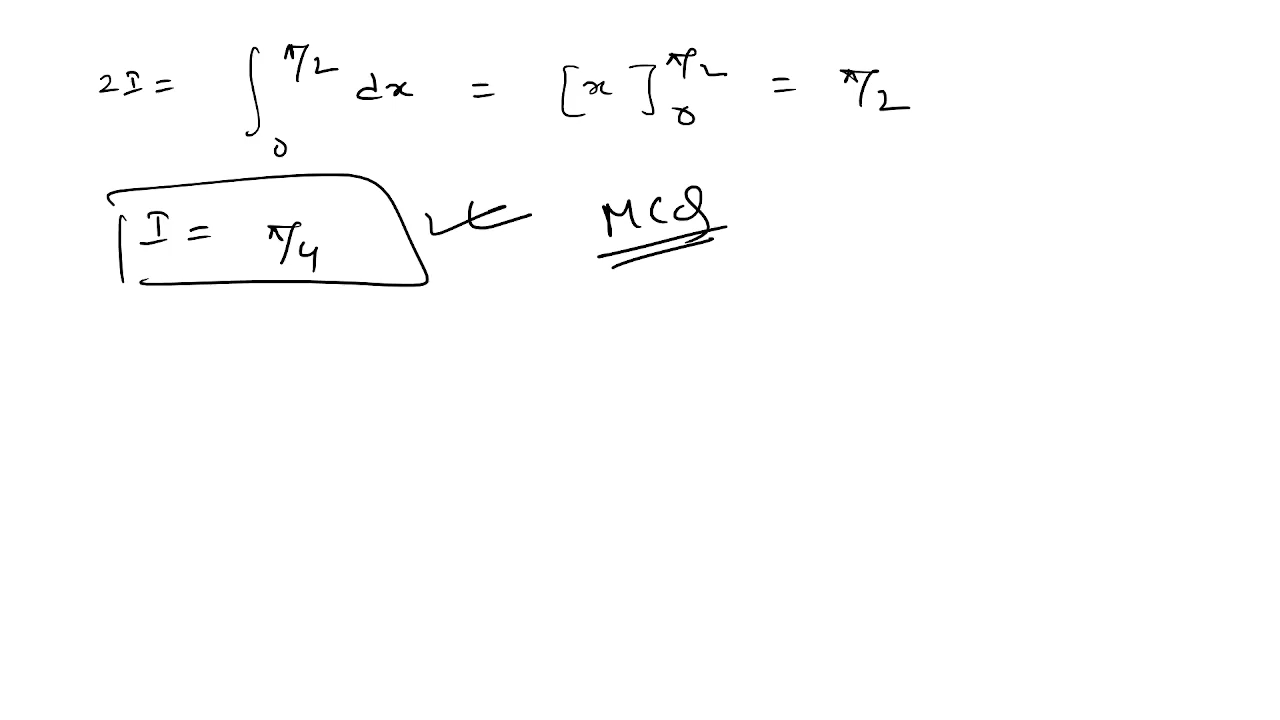 2I = ∫₀^{π/2} dx = [x]₀^{π/2} = π/2
I = π/4 MCQ